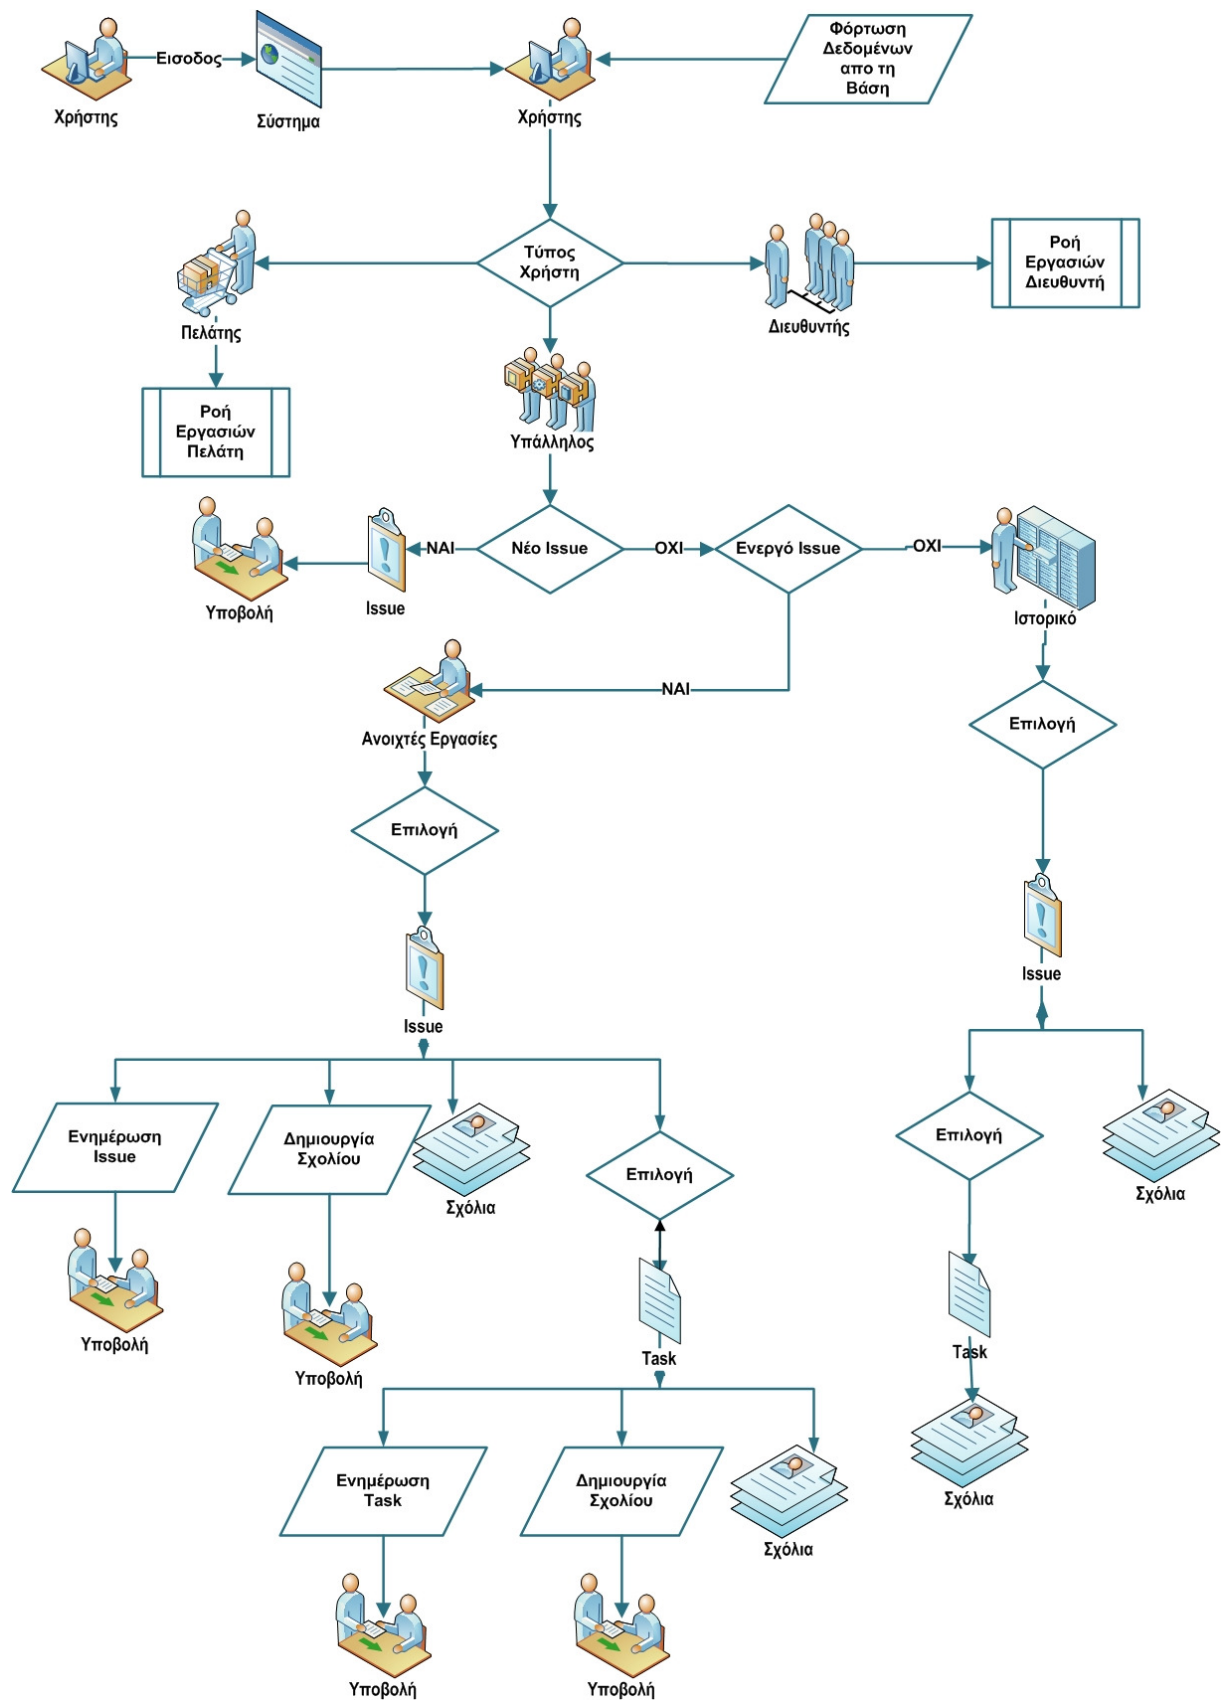 Εισοδος
Χρήστης
Σύστημα
Χρήστης
Φόρτωση
Δεδομένων
απο τη
Βάση
Τύπος
Χρήστη
Πελάτης
Διευθυντής
Ροή
Εργασιών
Διευθυντή
Ροή
Εργασιών
Πελάτη
Υπάλληλος
Νέο Issue
ΝΑΙ
ΟΧΙ
Ενεργό Issue
ΟΧΙ
Issue
Υποβολή
Ιστορικό
ΝΑΙ
Ανοιχτές Εργασίες
Επιλογή
Επιλογή
Issue
Issue
Ενημέρωση
Issue
Δημιουργία
Σχολίου
Σχόλια
Επιλογή
Επιλογή
Σχόλια
Υποβολή
Υποβολή
Task
Task
Ενημέρωση
Task
Δημιουργία
Σχολίου
Σχόλια
Σχόλια
Υποβολή
Υποβολή